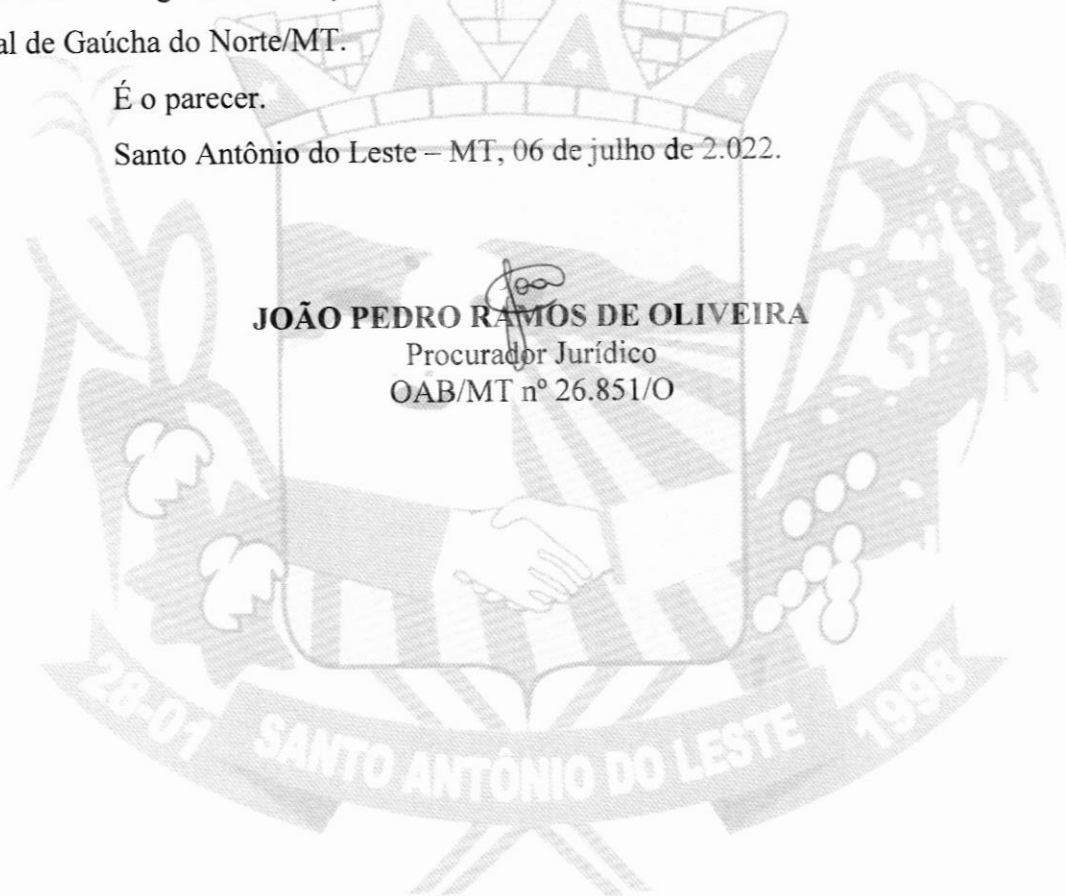 al de Gaúcha do Norte/MT.
É o parecer.
Santo Antônio do Leste – MT, 06 de julho de 2.022.
JOÃO PEDRO RAMOS DE OLIVEIRA
Procurador Jurídico
OAB/MT nº 26.851/O
28-01 SANTO ANTÔNIO DO LESTE 1998